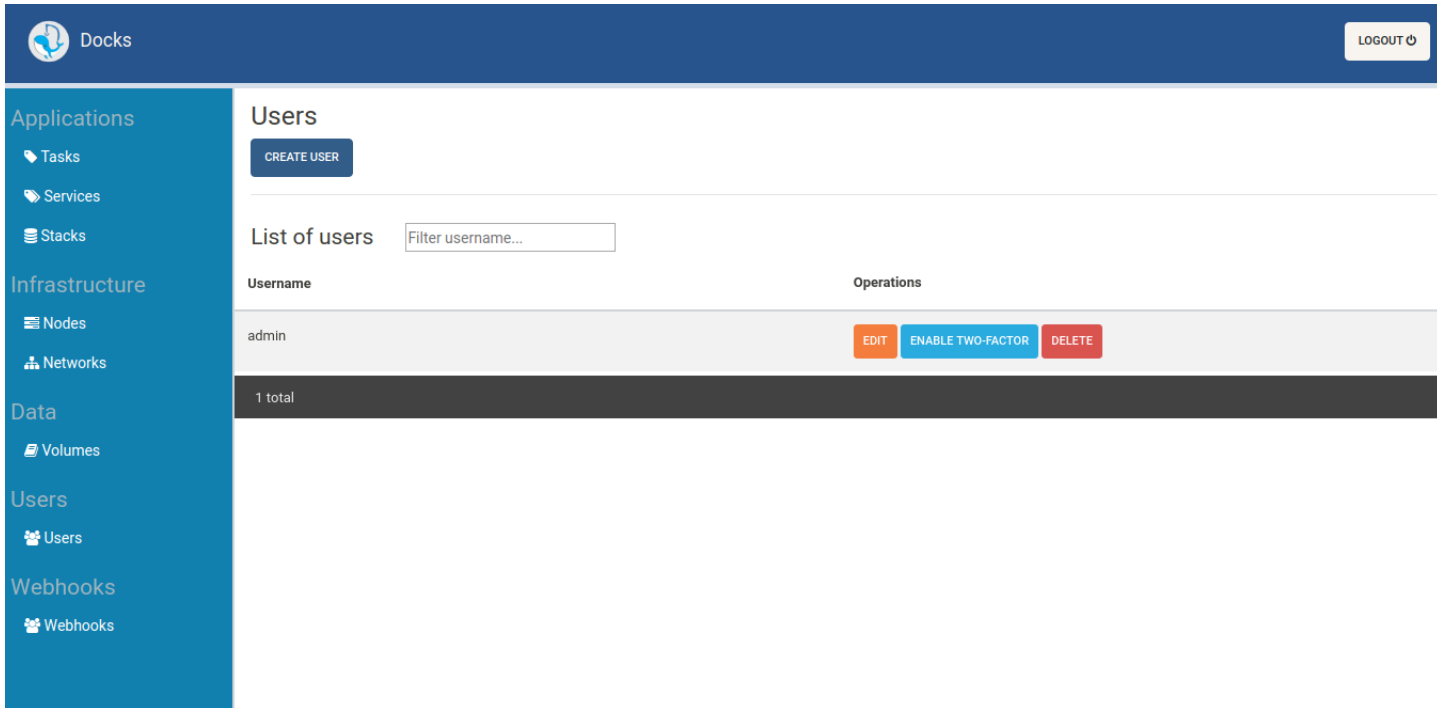 Docks
LOGOUT
Applications
Tasks
Services
Stacks
Infrastructure
Nodes
Networks
Data
Volumes
Users
Users
Webhooks
Webhooks
Users
CREATE USER
List of users Filter username...
Username Operations
admin EDIT ENABLE TWO-FACTOR DELETE
1 total